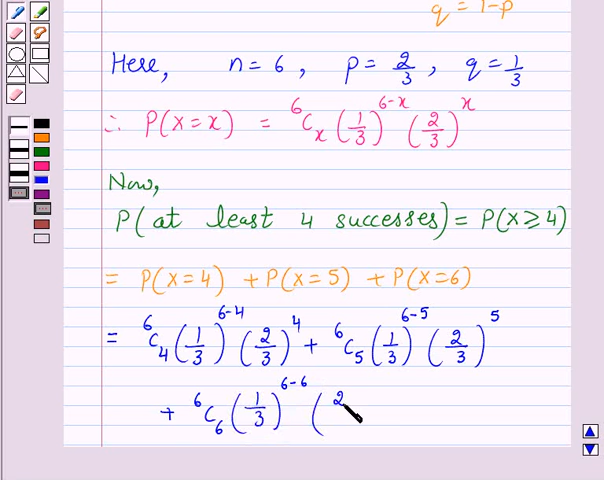 q = 1-p
Here, n = 6 , p = 2/3 , q = 1/3
∴ P(X=x) = ⁶Cₓ (1/3)^(6-x) (2/3)^x
Now,
P(at least 4 successes) = P(X ≥ 4)
= P(X=4) + P(X=5) + P(X=6)
= ⁶C₄ (1/3)^(6-4) (2/3)^4 + ⁶C₅ (1/3)^(6-5) (2/3)^5
+ ⁶C₆ (1/3)^(6-6) (2